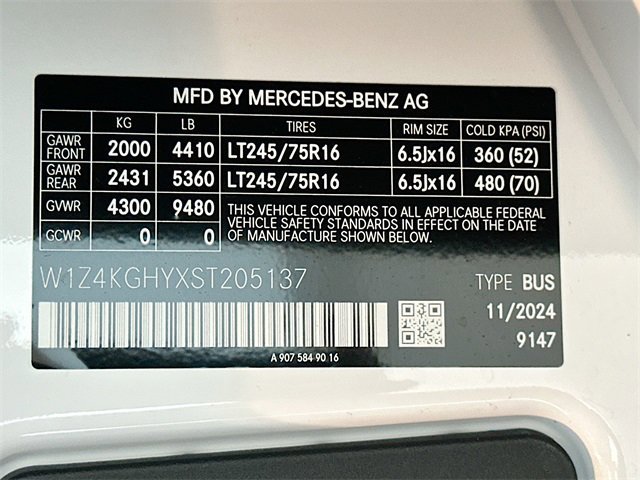 MFD BY MERCEDES-BENZ AG
KG LB TIRES RIM SIZE COLD KPA (PSI)
GAWR FRONT 2000 4410 LT245/75R16 6.5Jx16 360 (52)
GAWR REAR 2431 5360 LT245/75R16 6.5Jx16 480 (70)
GVWR 4300 9480 THIS VEHICLE CONFORMS TO ALL APPLICABLE FEDERAL
VEHICLE SAFETY STANDARDS IN EFFECT ON THE DATE
GCWR 0 0 OF MANUFACTURE SHOWN BELOW.
W1Z4KGHYXST205137 TYPE BUS
11/2024
9147
A 907 584 90 16